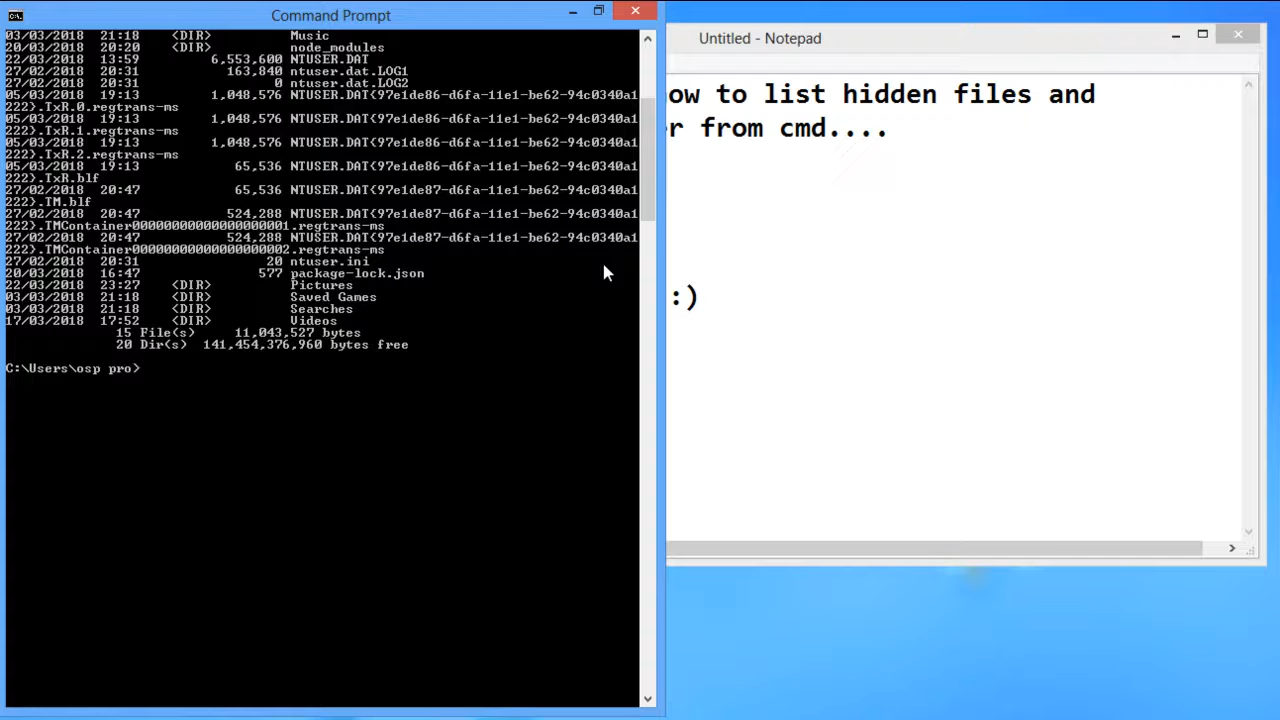 Command Prompt
03/03/2018  21:18    <DIR>          Music
20/03/2018  20:20    <DIR>          node_modules
22/03/2018  13:59         6,553,600 NTUSER.DAT
27/02/2018  20:31           163,840 ntuser.dat.LOG1
27/02/2018  20:31                 0 ntuser.dat.LOG2
05/03/2018  19:13         1,048,576 NTUSER.DAT{97e1de86-d6fa-11e1-be62-94c0340a1
222}.TxR.0.regtrans-ms
05/03/2018  19:13         1,048,576 NTUSER.DAT{97e1de86-d6fa-11e1-be62-94c0340a1
222}.TxR.1.regtrans-ms
05/03/2018  19:13         1,048,576 NTUSER.DAT{97e1de86-d6fa-11e1-be62-94c0340a1
222}.TxR.2.regtrans-ms
05/03/2018  19:13            65,536 NTUSER.DAT{97e1de86-d6fa-11e1-be62-94c0340a1
222}.TxR.blf
27/02/2018  20:47            65,536 NTUSER.DAT{97e1de87-d6fa-11e1-be62-94c0340a1
222}.TM.blf
27/02/2018  20:47           524,288 NTUSER.DAT{97e1de87-d6fa-11e1-be62-94c0340a1
222}.TMContainer00000000000000000001.regtrans-ms
27/02/2018  20:47           524,288 NTUSER.DAT{97e1de87-d6fa-11e1-be62-94c0340a1
222}.TMContainer00000000000000000002.regtrans-ms
27/02/2018  20:31                20 ntuser.ini
20/03/2018  16:47               577 package-lock.json
22/03/2018  23:27    <DIR>          Pictures
03/03/2018  21:18    <DIR>          Saved Games
03/03/2018  21:18    <DIR>          Searches
17/03/2018  17:52    <DIR>          Videos
15 File(s)     11,043,527 bytes
20 Dir(s)  141,454,376,960 bytes free
C:\Users\osp pro>
Untitled - Notepad
ow to list hidden files and
r from cmd....
:)